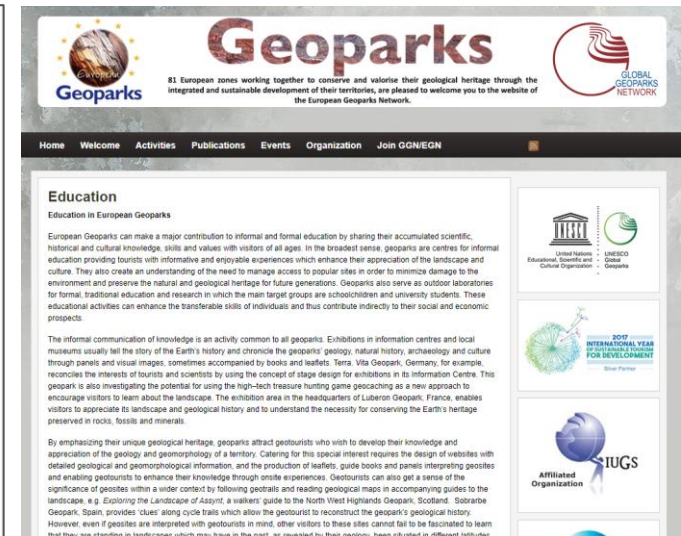 European
Geoparks
Geoparks
81 European zones working together to conserve and valorise their geological heritage through the
integrated and sustainable development of their territories, are pleased to welcome you to the website of
the European Geoparks Network.
GLOBAL
GEOPARKS
NETWORK
Home Welcome Activities Publications Events Organization Join GGN/EGN
Education
Education in European Geoparks
European Geoparks can make a major contribution to informal and formal education by sharing their accumulated scientific,
historical and cultural knowledge, skills and values with visitors of all ages. In the broadest sense, geoparks are centres for informal
education providing tourists with informative and enjoyable experiences which enhance their appreciation of the landscape and
culture. They also create an understanding of the need to manage access to popular sites in order to minimize damage to the
environment and preserve the natural and geological heritage for future generations. Geoparks also serve as outdoor laboratories
for formal, traditional education and research in which the main target groups are schoolchildren and university students. These
educational activities can enhance the transferable skills of individuals and thus contribute indirectly to their social and economic
prospects.
The informal communication of knowledge is an activity common to all geoparks. Exhibitions in information centres and local
museums usually tell the story of the Earth's history and chronicle the geoparks' geology, natural history, archaeology and culture
through panels and visual images, sometimes accompanied by books and leaflets. Terra. Vita Geopark, Germany, for example,
reconciles the interests of tourists and scientists by using the concept of stage design for exhibitions in its Information Centre. This
geopark is also investigating the potential for using the high–tech treasure hunting game geocaching as a new approach to
encourage visitors to learn about the landscape. The exhibition area in the headquarters of Luberon Geopark, France, enables
visitors to appreciate its landscape and geological history and to understand the necessity for conserving the Earth's heritage
preserved in rocks, fossils and minerals.
By emphasizing their unique geological heritage, geoparks attract geotourists who wish to develop their knowledge and
appreciation of the geology and geomorphology of a territory. Catering for this special interest requires the design of websites with
detailed geological and geomorphological information, and the production of leaflets, guide books and panels interpreting geosites
and enabling geotourists to enhance their knowledge through onsite experiences. Geotourists can also get a sense of the
significance of geosites within a wider context by following geotrails and reading geological maps in accompanying guides to the
landscape, e.g. Exploring the Landscape of Assynt, a walkers' guide to the North West Highlands Geopark, Scotland. Sobrarbe
Geopark, Spain, provides 'clues' along cycle trails which allow the geotourist to reconstruct the geopark's geological history.
However, even if geosites are interpreted with geotourists in mind, other visitors to these sites cannot fail to be fascinated to learn
that they are standing in landscapes which may have in the past, as revealed by their geology, been situated in different latitudes
UNESCO
United Nations
Educational, Scientific and
Cultural Organization
UNESCO
Global
Geoparks
2017
INTERNATIONAL YEAR
OF SUSTAINABLE TOURISM
FOR DEVELOPMENT
Silver Partner
IUGS
Affiliated
Organization